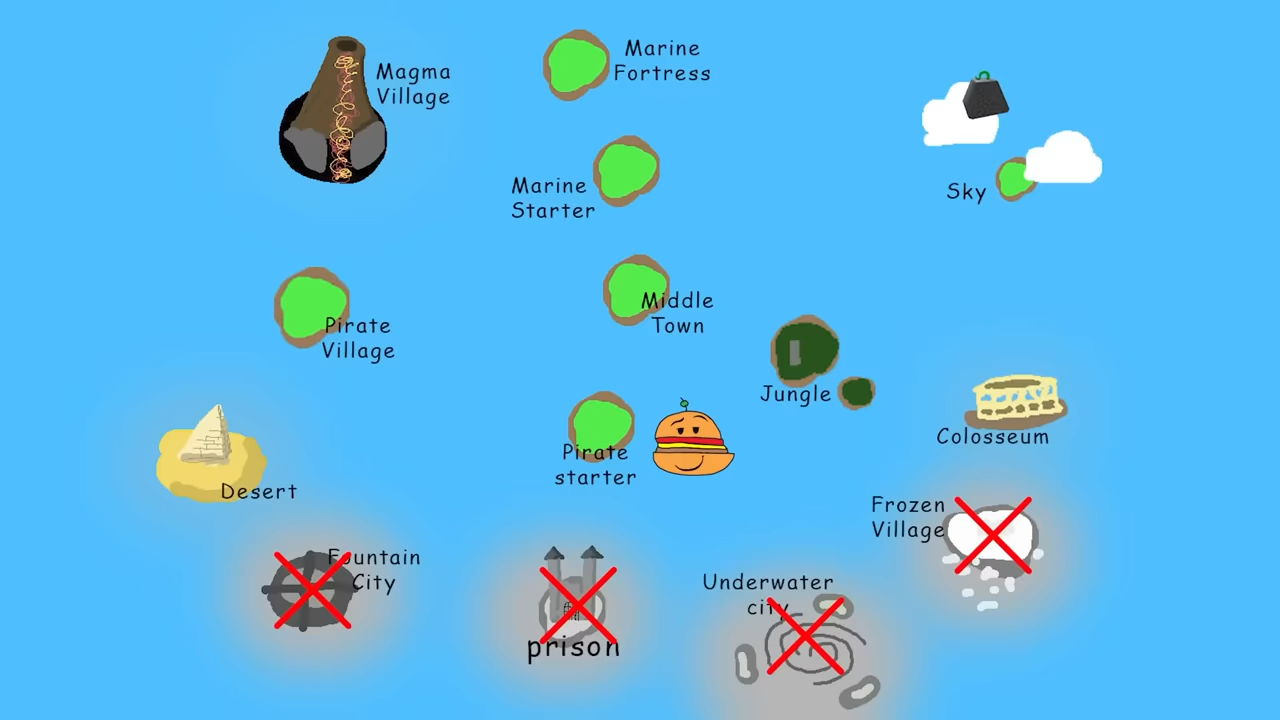 Marine
Fortress
Magma
Village
Marine
Starter
Sky
Middle
Town
Pirate
Village
Jungle
Colosseum
Pirate
starter
Desert
Frozen
Village
Fountain
City
Underwater
city
prison